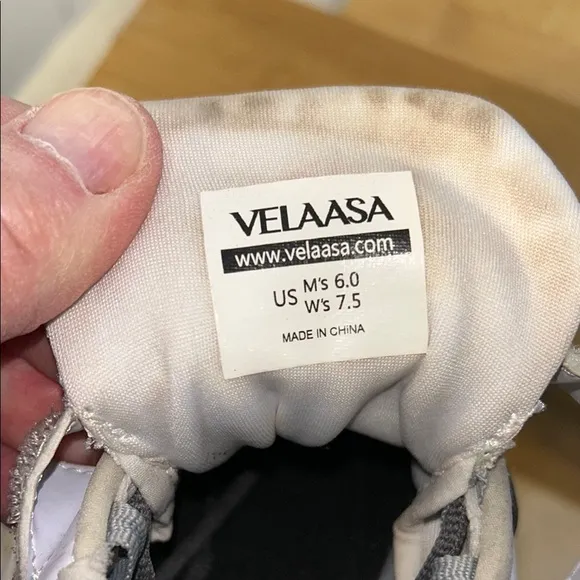 VELAASA
www.velaasa.com
US M's 6.0
W's 7.5
MADE IN CHiNA